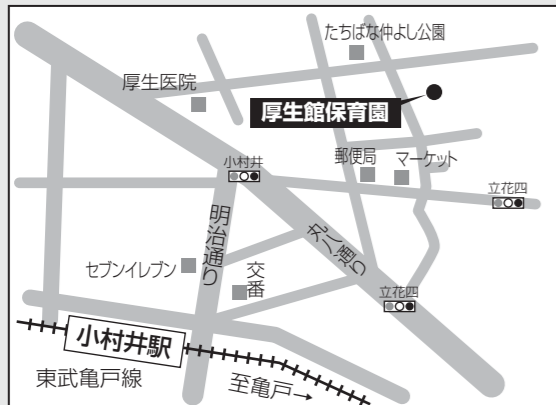 たちばな仲よし公園
厚生医院
厚生館保育園
小村井
郵便局
マーケット
立花四
明治通り
丸八通り
セブンイレブン
交番
立花四
小村井駅
東武亀戸線
至亀戸→